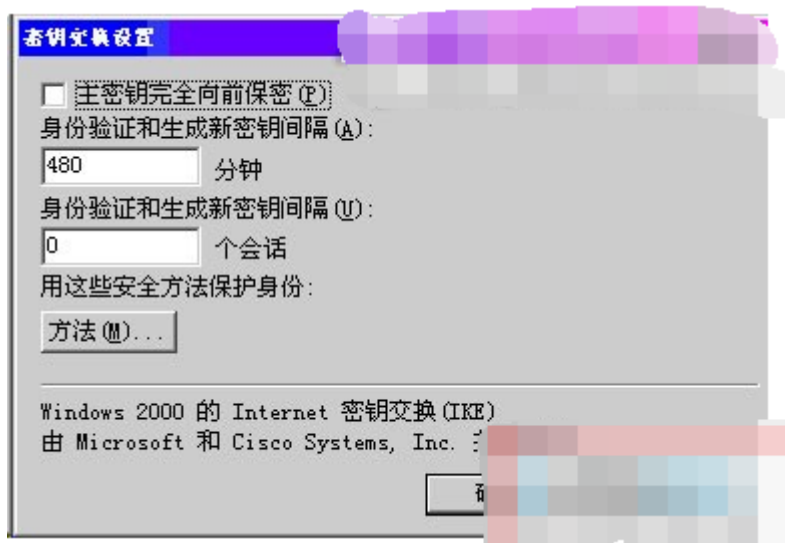 密钥交换设置
主密钥完全向前保密(P)
身份验证和生成新密钥间隔(A):
480 分钟
身份验证和生成新密钥间隔(U):
0 个会话
用这些安全方法保护身份:
方法(M)...
Windows 2000 的 Internet 密钥交换(IKE)
由 Microsoft 和 Cisco Systems, Inc.